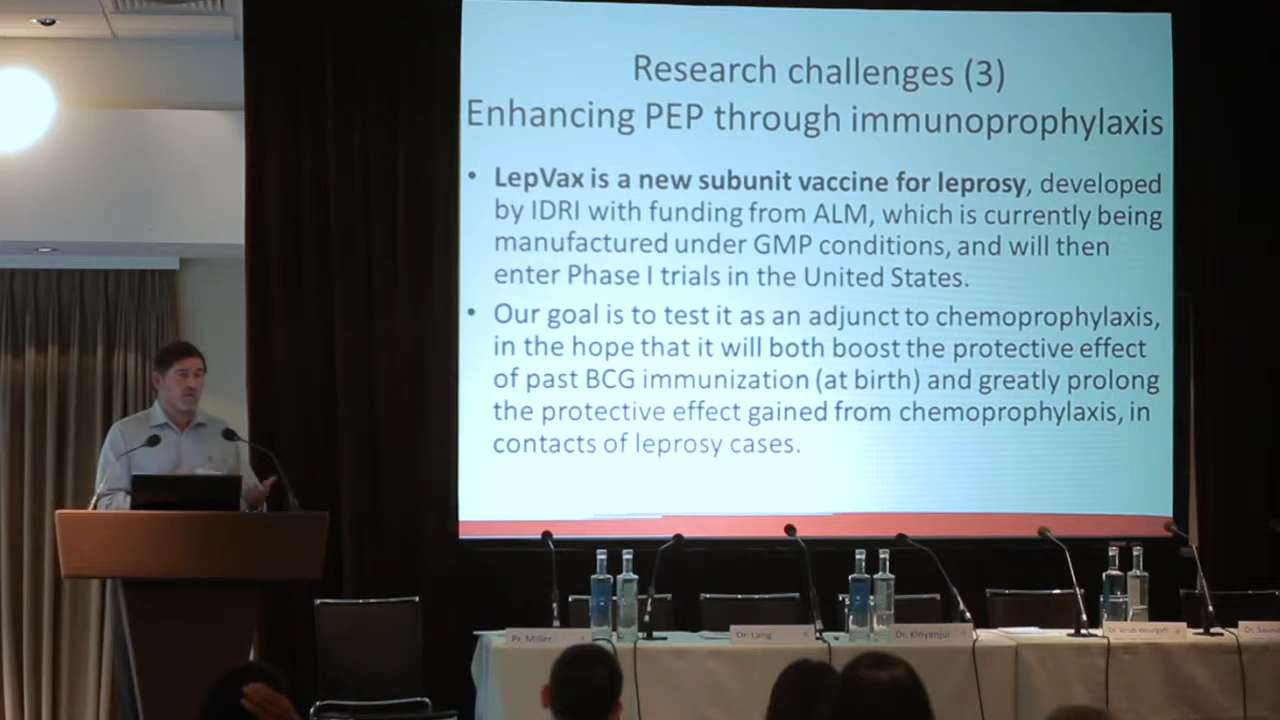 Research challenges (3)
Enhancing PEP through immunoprophylaxis
• LepVax is a new subunit vaccine for leprosy, developed
by IDRI with funding from ALM, which is currently being
manufactured under GMP conditions, and will then
enter Phase I trials in the United States.
• Our goal is to test it as an adjunct to chemoprophylaxis,
in the hope that it will both boost the protective effect
of past BCG immunization (at birth) and greatly prolong
the protective effect gained from chemoprophylaxis, in
contacts of leprosy cases.
Pr. Miller
Dr. Lang
Dr. Kinyanjui
Dr.
Dr.